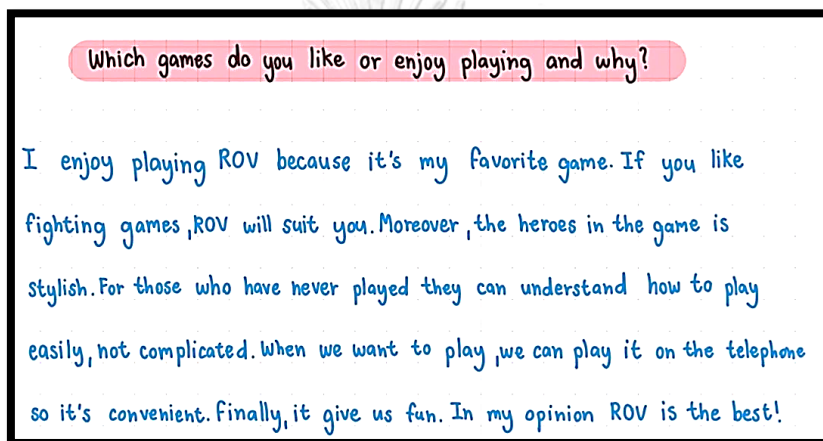 Which games do you like or enjoy playing and why?
I enjoy playing ROV because it's my favorite game. If you like
fighting games,ROV will suit you. Moreover,the heroes in the game is
stylish. For those who have never played they can understand how to play
easily, not complicated. When we want to play,we can play it on the telephone
so it's convenient. Finally, it give us fun. In my opinion ROV is the best!